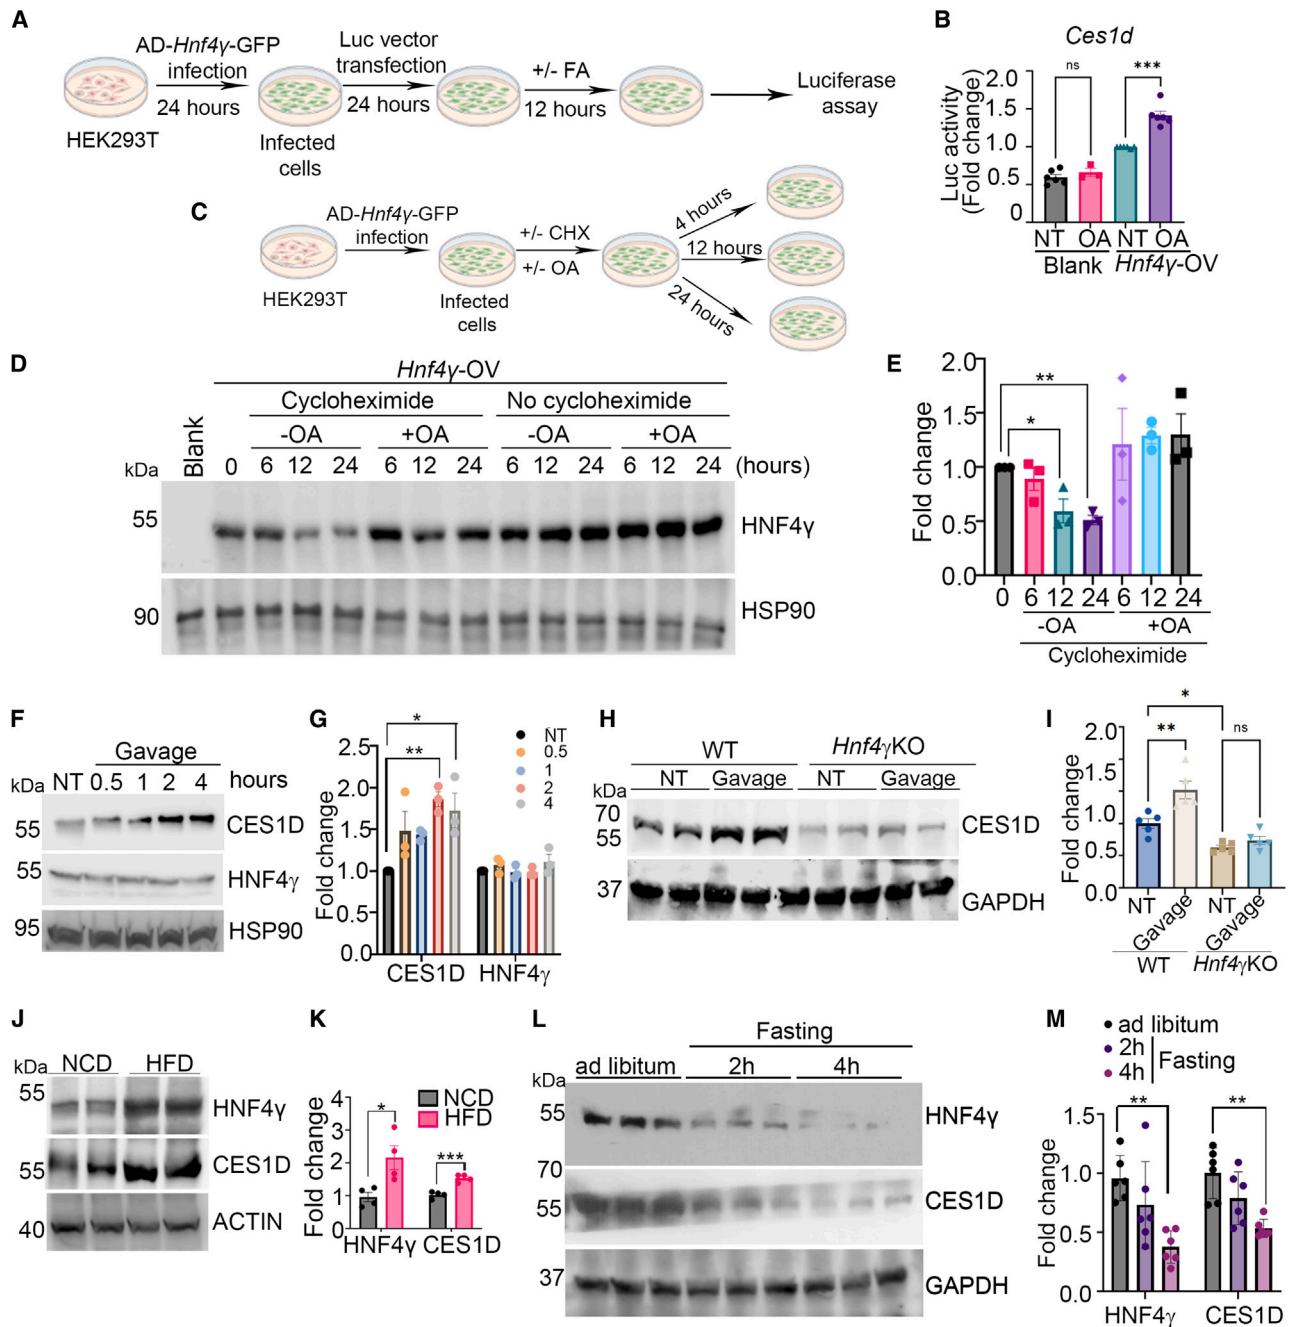 A
AD-Hnf4γ-GFP
infection
24 hours
HEK293T
Infected
cells
Luc vector
transfection
24 hours
+/- FA
12 hours
Luciferase
assay
B
Ces1d
Luc activity
(Fold change)
2.0
1.5
1.0
0.5
0
ns
***
NT OA NT OA
Blank Hnf4γ-OV
C
AD-Hnf4γ-GFP
infection
HEK293T
Infected
cells
+/- CHX
+/- OA
4 hours
12 hours
24 hours
D
Hnf4γ-OV
Cycloheximide No cycloheximide
-OA +OA -OA +OA
kDa Blank 0 6 12 24 6 12 24 6 12 24 6 12 24 (hours)
55 HNF4γ
90 HSP90
E
Fold change
2.0
1.5
1.0
0.5
0.0
**
*
0 6 12 24 6 12 24
-OA +OA
Cycloheximide
F
Gavage
kDa NT 0.5 1 2 4 hours
55 CES1D
55 HNF4γ
95 HSP90
G
Fold change
2.5
2.0
1.5
1.0
0.5
0.0
*
**
NT
0.5
1
2
4
CES1D HNF4γ
H
WT Hnf4γKO
NT Gavage NT Gavage
kDa
70
55 CES1D
37 GAPDH
I
Fold change
2.0
1.5
1.0
0.5
0.0
*
**
ns
NT Gavage NT Gavage
WT Hnf4γKO
J
kDa NCD HFD
55 HNF4γ
55 CES1D
40 ACTIN
K
Fold change
4
3
2
1
0
*
***
NCD
HFD
HNF4γ CES1D
L
Fasting
ad libitum 2h 4h
kDa
55 HNF4γ
70
55 CES1D
37 GAPDH
M
ad libitum
2h
4h
Fasting
Fold change
1.5
1.0
0.5
0.0
**
**
HNF4γ CES1D